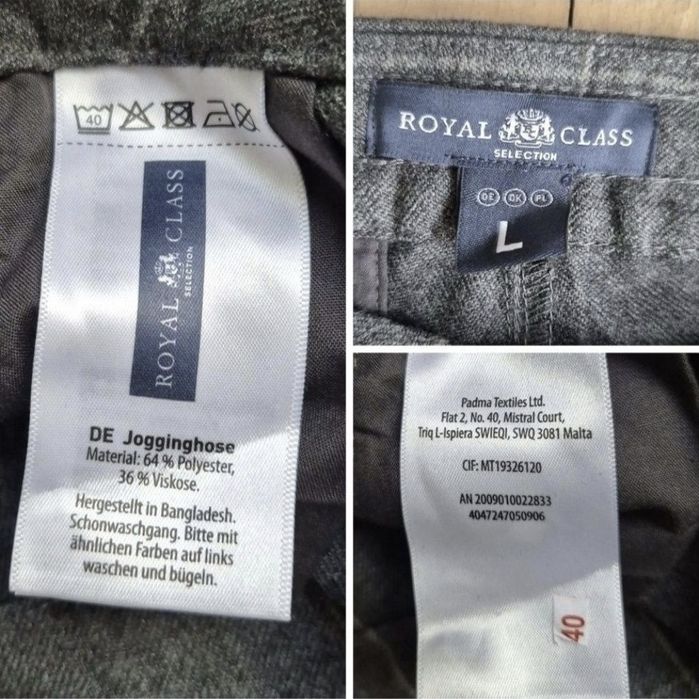 40
ROYAL CLASS
SELECTION
DE Jogginghose
Material: 64 % Polyester,
36 % Viskose.
Hergestellt in Bangladesh.
Schonwaschgang. Bitte mit
ähnlichen Farben auf links
waschen und bügeln.
ROYAL CLASS
SELECTION
DE DK PL
L
Padma Textiles Ltd.
Flat 2, No. 40, Mistral Court,
Triq L-Ispiera SWIEQI, SWQ 3081 Malta
CIF: MT19326120
AN 2009010022833
4047247050906
40